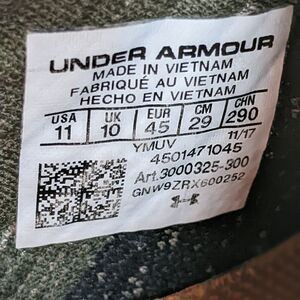 UNDER ARMOUR
MADE IN VIETNAM
FABRIQUÉ AU VIETNAM
HECHO EN VIETNAM
USA UK EUR CM CHN
11 10 45 29 290
YMUV 11/17
4501471045
Art.3000325-300
GNW9ZRX600252